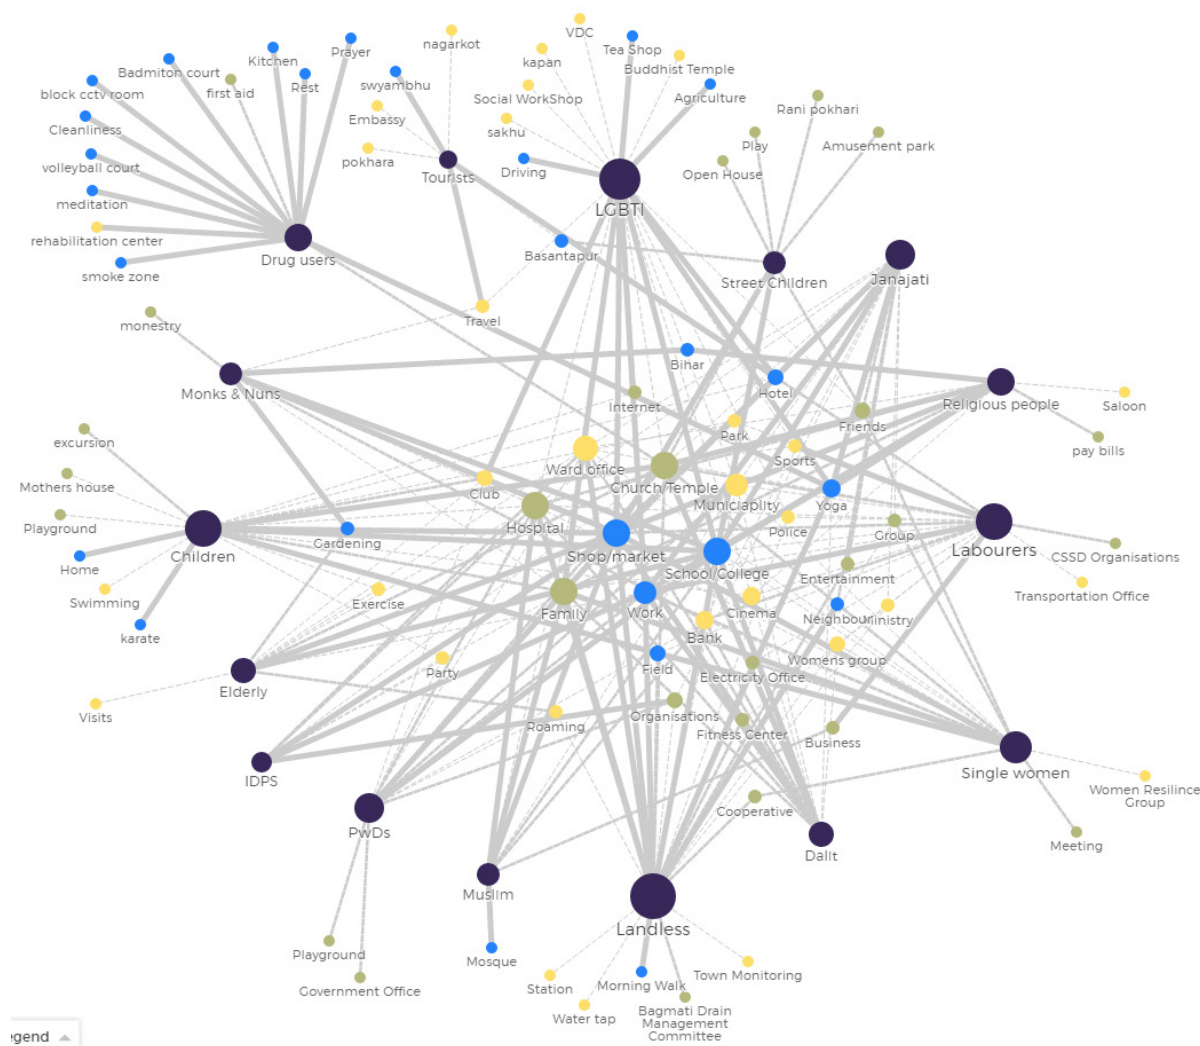 VDC
nagarkot
Tea Shop
Prayer
Kitchen
kapan
Buddhist Temple
Badmiton court
swyambhu
Rest
first aid
block cctv room
Social WorkShop
Agriculture
Rani pokhari
Embassy
Cleanliness
sakhu
Play
Amusement park
pokhara
Tourists
Driving
Open House
volleyball court
meditation
LGBTI
rehabilitation center
Drug users
Basantapur
smoke zone
Street Children
Janajati
Travel
monestry
Bihar
Monks & Nuns
Hotel
Internet
Religious people
Saloon
Friends
Park
excursion
pay bills
Ward office
Sports
Mothers house
Club
Church/Temple
Municiaplity
Yoga
Playground
Hospital
Police
Group
Children
Gardening
Shop/market
Labourers
CSSD Organisations
Home
School/College
Entertainment
Swimming
Exercise
Transportation Office
karate
Family
Work
Cinema
Neighbour
ministry
Bank
Womens group
Party
Field
Electricity Office
Elderly
Visits
Roaming
Organisations
Fitness Center
Business
IDPS
Single women
Women Resilince
Group
PwDs
Cooperative
Meeting
Dalit
Muslim
Landless
Playground
Mosque
Town Monitoring
Station
Morning Walk
Government Office
Water tap
Bagmati Drain
Management
Committee
egend